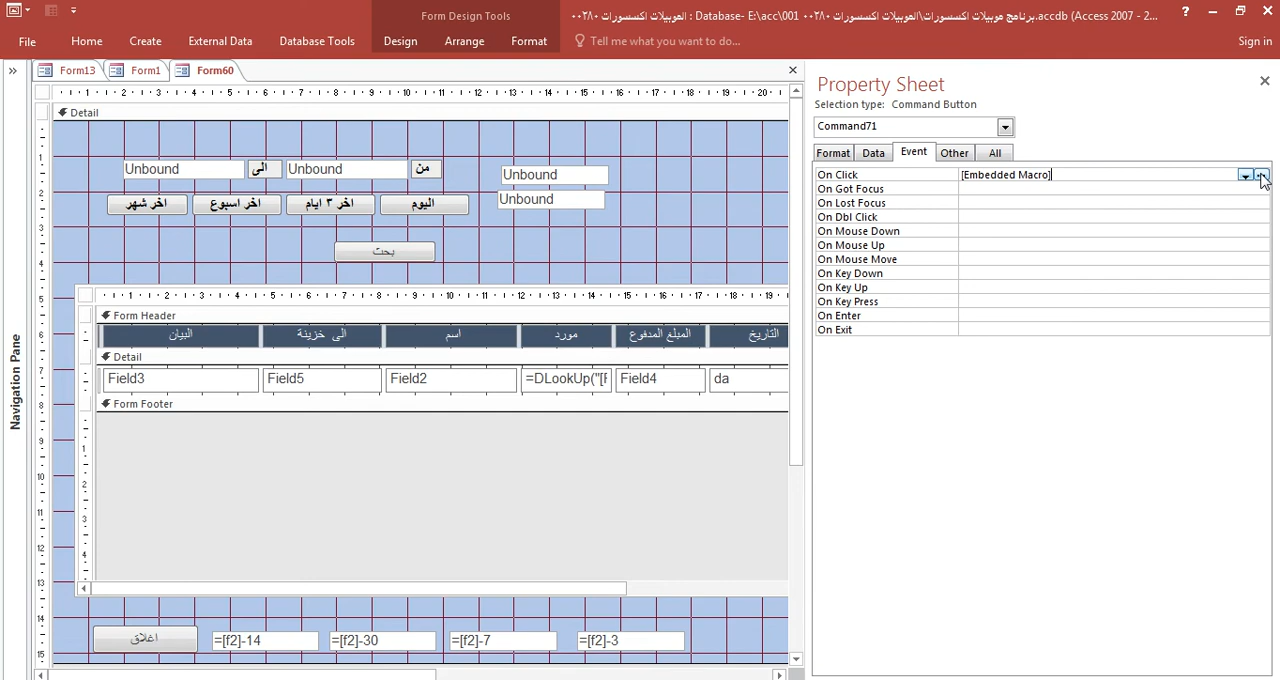 Form Design Tools
برنامج موبيلات اكسسورات ٠٠٣٨٠ : Database- E:\acc\001 ٠٠٣٨٠ الموبيلات اكسسورات\الموبيلات اكسسورات.accdb (Access 2007 - 2...
?
File Home Create External Data Database Tools Design Arrange Format Tell me what you want to do...
Sign in
Form13 Form1 Form60
Property Sheet
Selection type: Command Button
Command71
Format Data Event Other All
Detail
On Click [Embedded Macro]
On Got Focus
On Lost Focus
On Dbl Click
On Mouse Down
On Mouse Up
On Mouse Move
On Key Down
On Key Up
On Key Press
On Enter
On Exit
من Unbound الى Unbound
Unbound
Unbound
اليوم اخر ٣ ايام اخر اسبوع اخر شهر
بحث
Form Header
التاريخ المبلغ المدفوع مورد اسم الى خزينة البيان
Detail
Field3 Field5 Field2 =DLookUp("[F Field4 da
Form Footer
اغلاق =[f2]-14 =[f2]-30 =[f2]-7 =[f2]-3
Navigation Pane